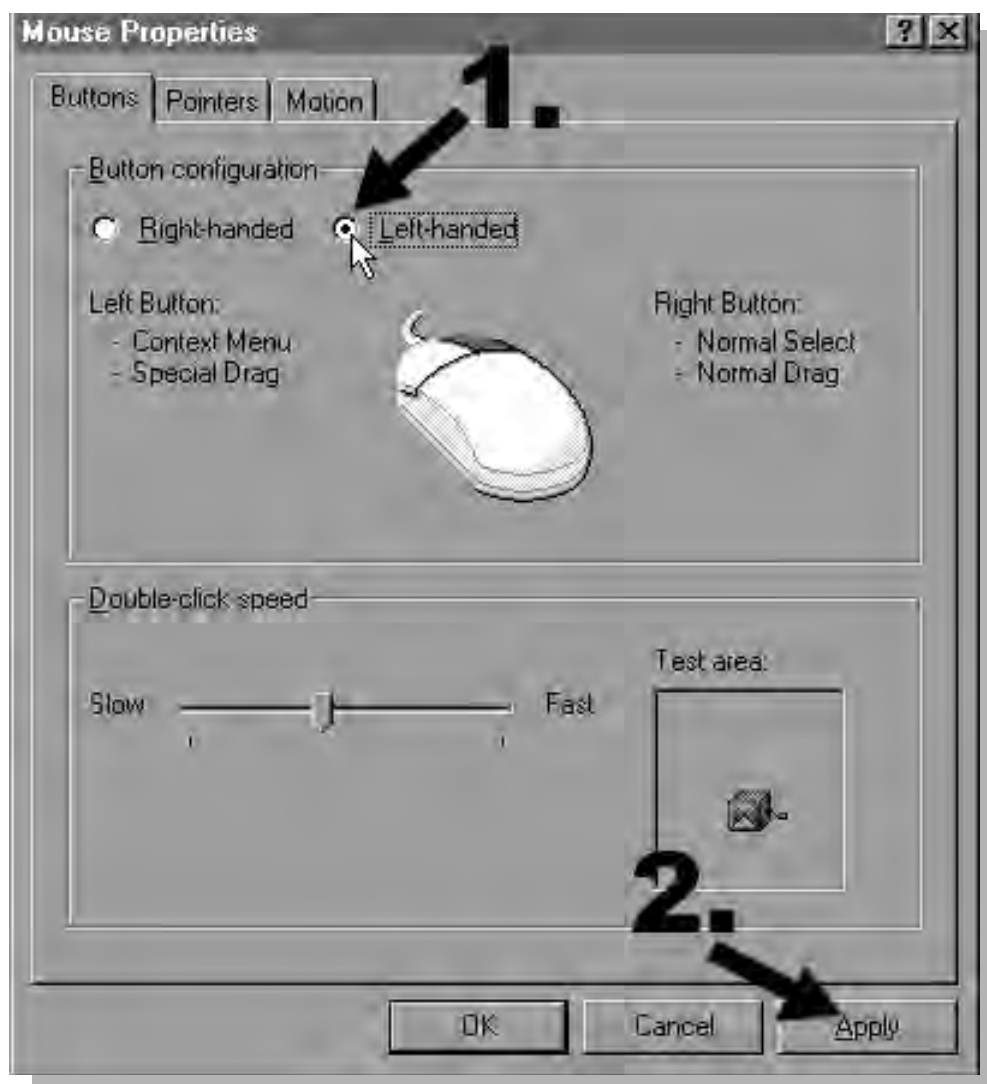 Mouse Properties
? ×
Buttons Pointers Motion
1.
Button configuration
Right-handed Left-handed
Left Button: Right Button:
- Context Menu - Normal Select
- Special Drag - Normal Drag
Double-click speed
Test area:
Slow Fast
2.
OK Cancel Apply